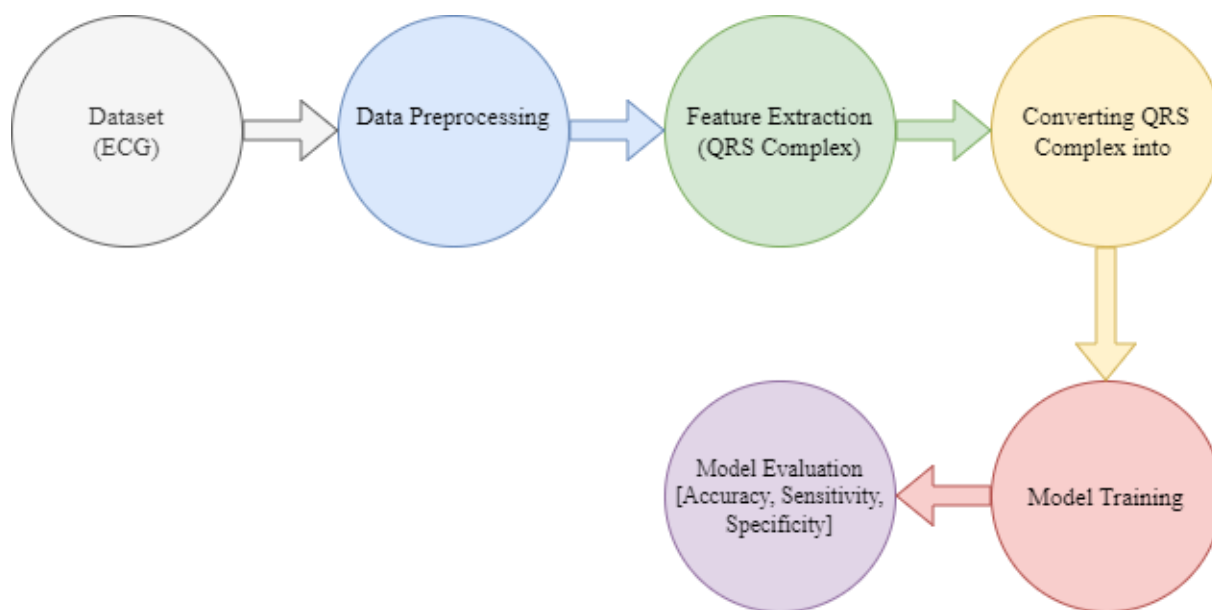 Dataset
(ECG)
Data Preprocessing
Feature Extraction
(QRS Complex)
Converting QRS
Complex into
Model Training
Model Evaluation
[Accuracy, Sensitivity,
Specificity]